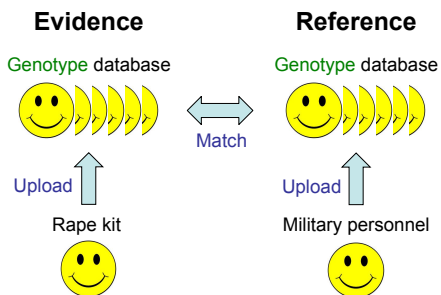 Evidence
Reference
Genotype database
Genotype database
Match
Upload
Upload
Rape kit
Military personnel